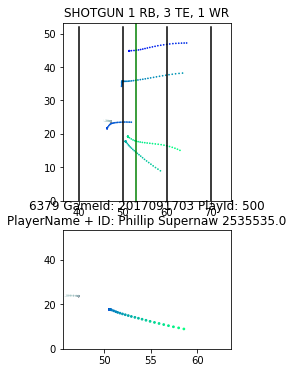 SHOTGUN 1 RB, 3 TE, 1 WR
50
40
30
20
10
0
40 50 60 70
6379 GameId: 2017091703 PlayId: 500
PlayerName + ID: Phillip Supernaw 2535535.0
40
20
0
50 55 60